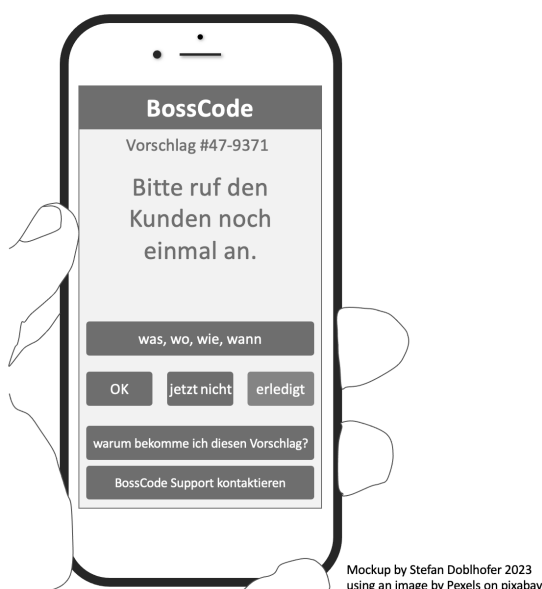 BossCode
Vorschlag #47-9371
Bitte ruf den
Kunden noch
einmal an.
was, wo, wie, wann
OK
jetzt nicht
erledigt
warum bekomme ich diesen Vorschlag?
BossCode Support kontaktieren
Mockup by Stefan Doblhofer 2023
using an image by Pexels on pixabay